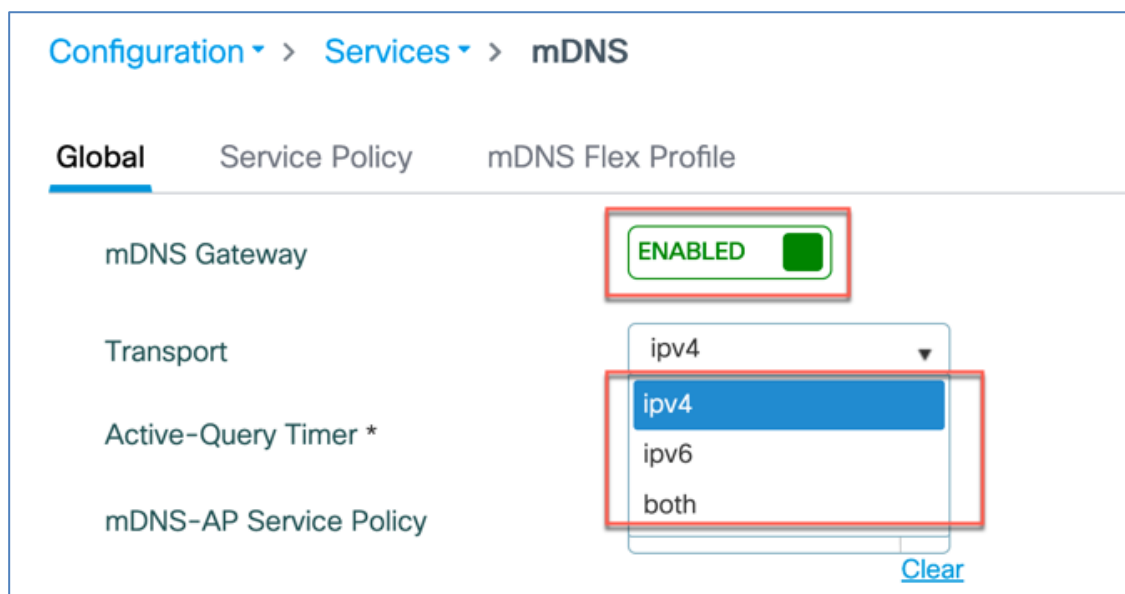 Configuration > Services > mDNS
Global Service Policy mDNS Flex Profile
mDNS Gateway ENABLED
Transport ipv4
ipv4
Active-Query Timer *
ipv6
both
mDNS-AP Service Policy
Clear